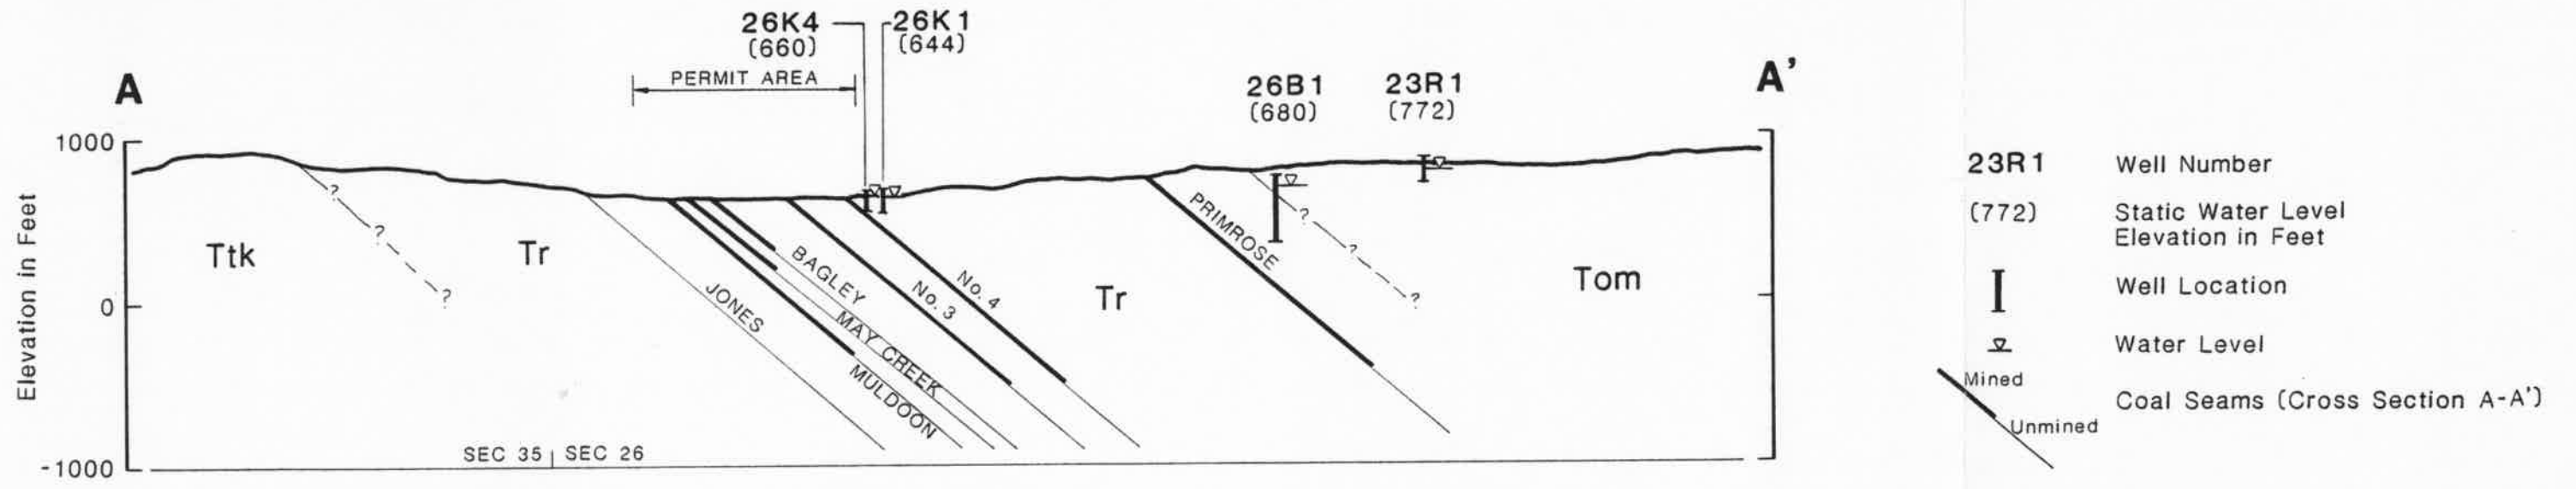 26K4
(660)
26K1
(644)
PERMIT AREA
A
26B1
(680)
23R1
(772)
A'
1000
0
-1000
Elevation in Feet
Ttk
?
?
?
Tr
JONES
BAGLEY
MAY CREEK
MULDOON
No. 3
No. 4
Tr
PRIMROSE
?
?
?
Tom
SEC 35
SEC 26
23R1 Well Number
(772) Static Water Level
Elevation in Feet
Well Location
Water Level
Mined
Unmined
Coal Seams (Cross Section A-A')